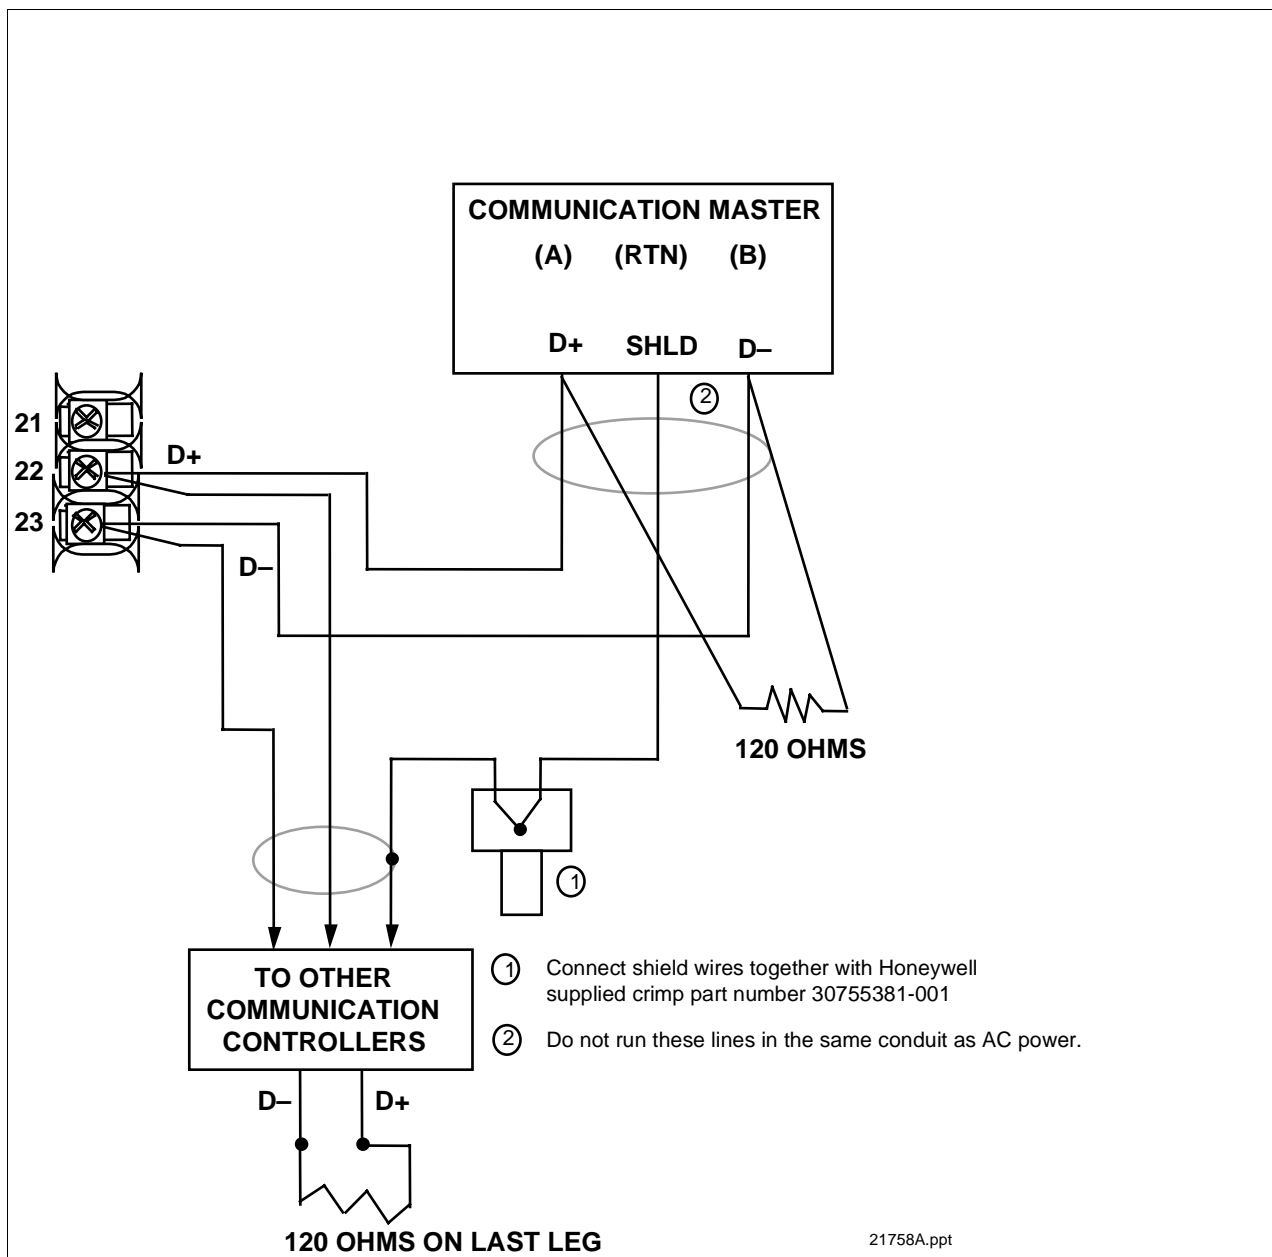 COMMUNICATION MASTER
(A) (RTN) (B)
D+ SHLD D–
2
21
22
23
D+
D–
120 OHMS
1
TO OTHER
COMMUNICATION
CONTROLLERS
1 Connect shield wires together with Honeywell
supplied crimp part number 30755381-001
2 Do not run these lines in the same conduit as AC power.
D– D+
120 OHMS ON LAST LEG
21758A.ppt